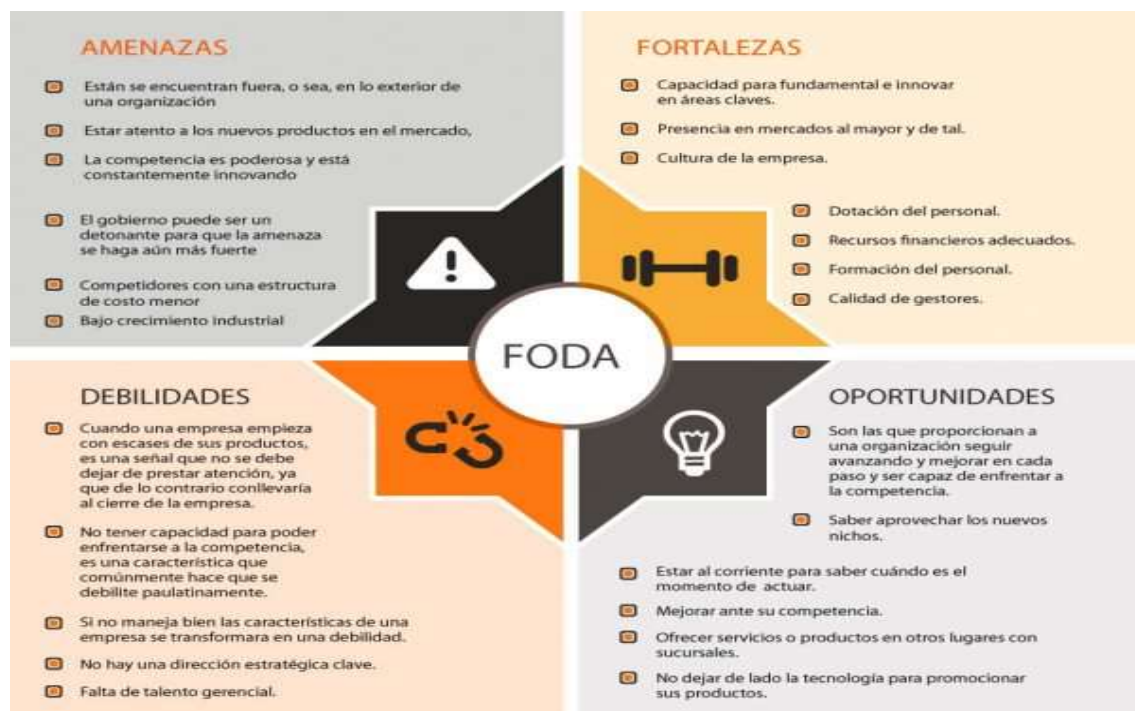 AMENAZAS
Están se encuentran fuera, o sea, en lo exterior de
una organización
Estar atento a los nuevos productos en el mercado,
La competencia es poderosa y está
constantemente innovando
El gobierno puede ser un
detonante para que la amenaza
se haga aún más fuerte
Competidores con una estructura
de costo menor
Bajo crecimiento industrial
FORTALEZAS
Capacidad para fundamental e innovar
en áreas claves.
Presencia en mercados al mayor y de tal.
Cultura de la empresa.
Dotación del personal.
Recursos financieros adecuados.
Formación del personal.
Calidad de gestores.
FODA
DEBILIDADES
Cuando una empresa empieza
con escases de sus productos,
es una señal que no se debe
dejar de prestar atención, ya
que de lo contrario conllevaría
al cierre de la empresa.
No tener capacidad para poder
enfrentarse a la competencia,
es una característica que
comúnmente hace que se
debilite paulatinamente.
Si no maneja bien las características de una
empresa se transformara en una debilidad.
No hay una dirección estratégica clave.
Falta de talento gerencial.
OPORTUNIDADES
Son las que proporcionan a
una organización seguir
avanzando y mejorar en cada
paso y ser capaz de enfrentar a
la competencia.
Saber aprovechar los nuevos
nichos.
Estar al corriente para saber cuándo es el
momento de actuar.
Mejorar ante su competencia.
Ofrecer servicios o productos en otros lugares con
sucursales.
No dejar de lado la tecnología para promocionar
sus productos.